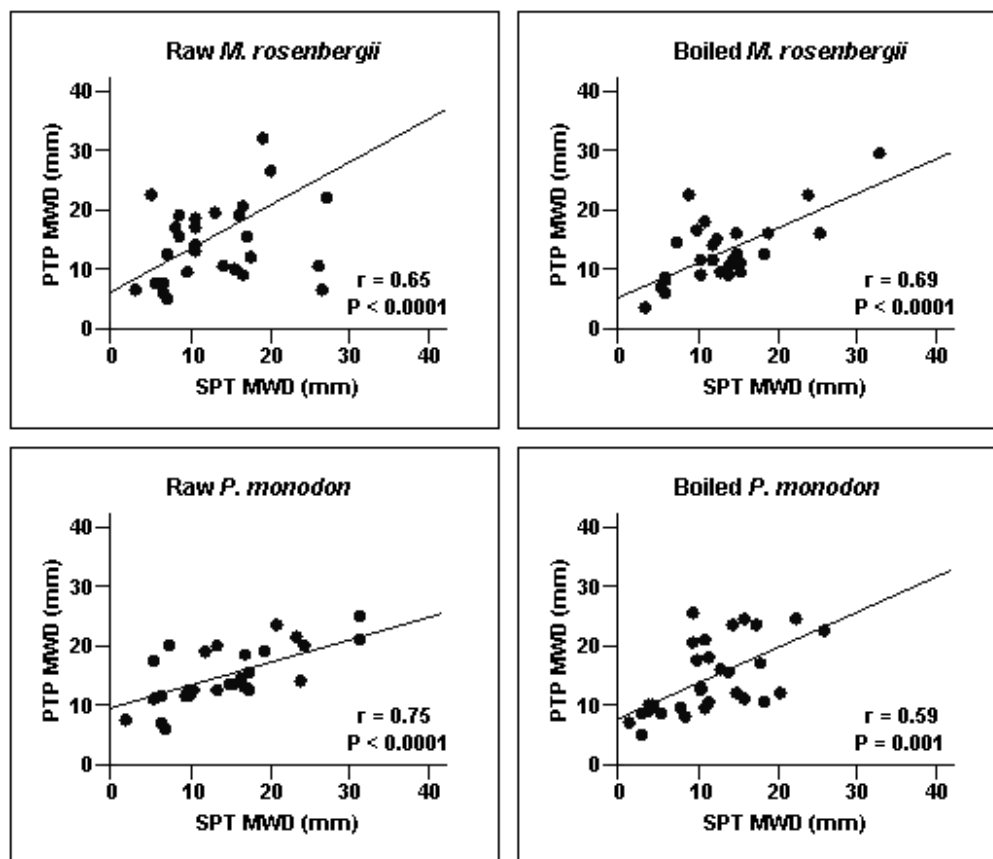 Raw M. rosenbergii
PTP MWD (mm)
40
30
20
10
0
r = 0.65
P < 0.0001
0 10 20 30 40
SPT MWD (mm)
Boiled M. rosenbergii
PTP MWD (mm)
40
30
20
10
0
r = 0.69
P < 0.0001
0 10 20 30 40
SPT MWD (mm)
Raw P. monodon
PTP MWD (mm)
40
30
20
10
0
r = 0.75
P < 0.0001
0 10 20 30 40
SPT MWD (mm)
Boiled P. monodon
PTP MWD (mm)
40
30
20
10
0
r = 0.59
P = 0.001
0 10 20 30 40
SPT MWD (mm)